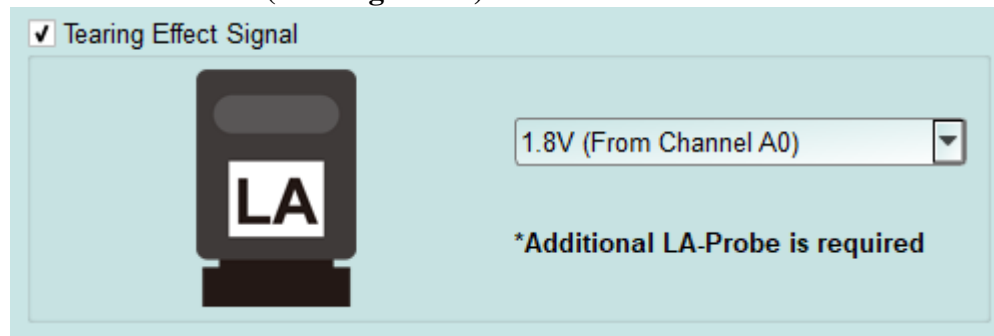 Tearing Effect Signal
1.8V (From Channel A0)
LA
*Additional LA-Probe is required